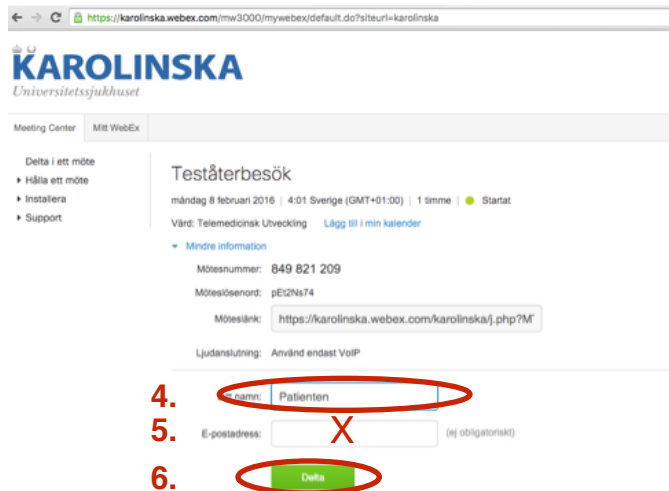 https://karolinska.webex.com/mw3000/mywebex/default.do?siteurl=karolinska
KAROLINSKA
Universitetssjukhuset
Meeting Center Mitt WebEx
Delta i ett möte
Hålla ett möte
Installera
Support
Teståterbesök
måndag 8 februari 2016 | 4:01 Sverige (GMT+01:00) | 1 timme | Startat
Värd: Telemedicinsk Utveckling Lägg till i min kalender
Mindre information
Mötesnummer: 849 821 209
Möteslösenord: pEt2Ns74
Möteslänk: https://karolinska.webex.com/karolinska/j.php?M
Ljudanslutning: Använd endast VoIP
4. namn: Patienten
5. E-postadress: X (ej obligatoriskt)
6. Delta